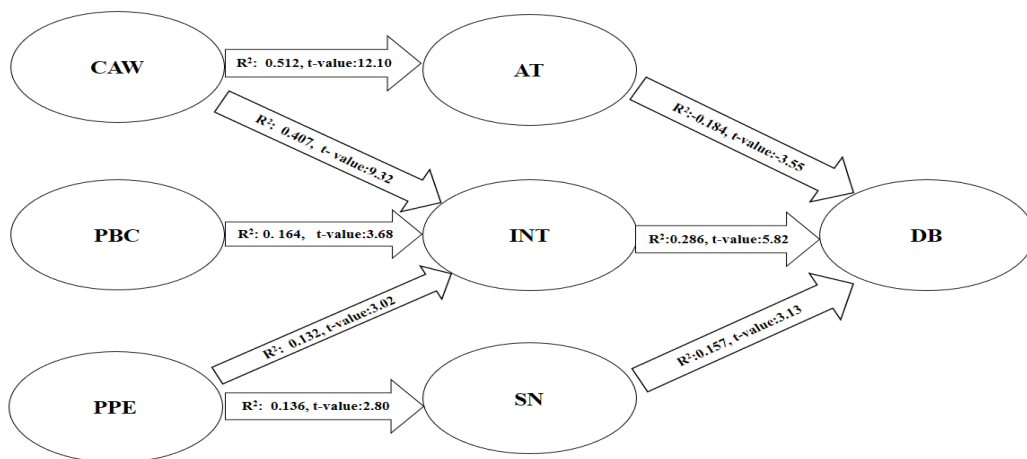 CAW
R²: 0.512, t-value:12.10
AT
R²: 0.407, t- value:9.32
R²:-0.184, t-value:-3.55
PBC
R²: 0. 164, t-value:3.68
INT
R²:0.286, t-value:5.82
DB
R²: 0.132, t-value:3.02
R²:0.157, t-value:3.13
PPE
R²: 0.136, t-value:2.80
SN